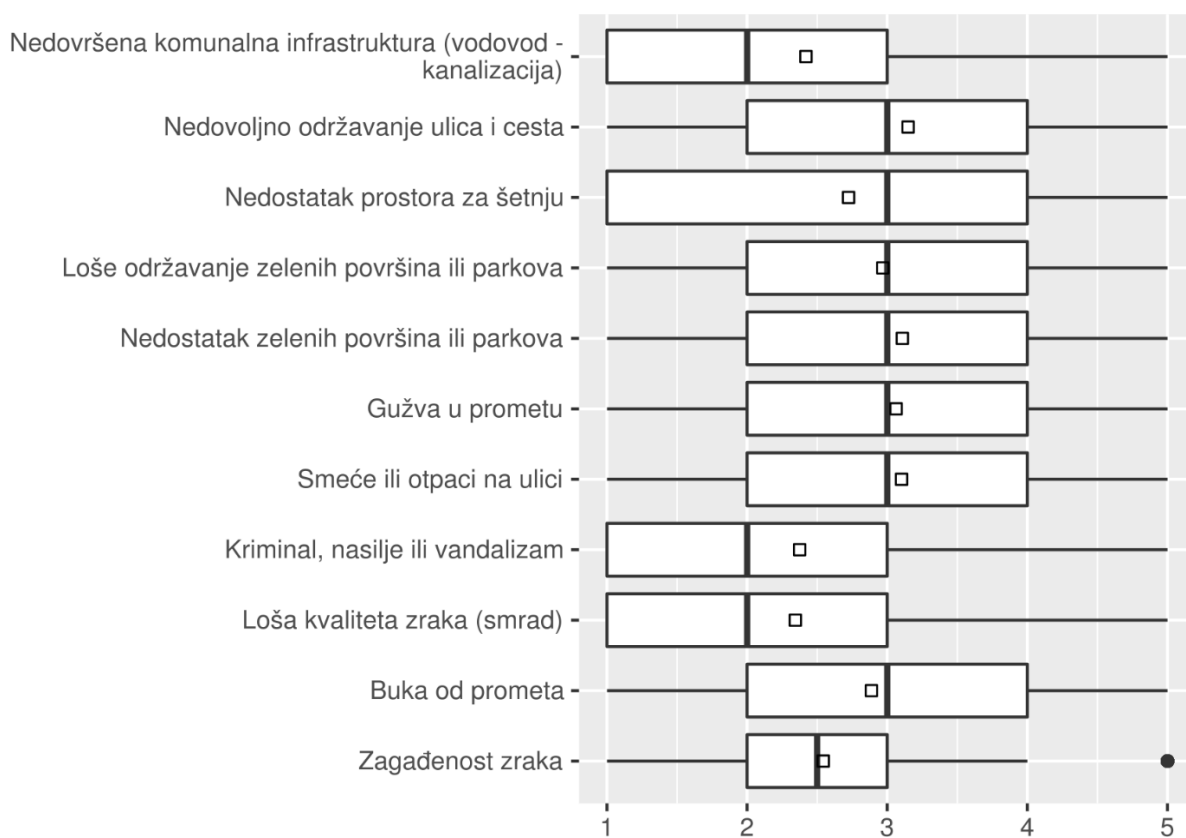 Nedovršena komunalna infrastruktura (vodovod -
kanalizacija)
Nedovoljno održavanje ulica i cesta
Nedostatak prostora za šetnju
Loše održavanje zelenih površina ili parkova
Nedostatak zelenih površina ili parkova
Gužva u prometu
Smeće ili otpaci na ulici
Kriminal, nasilje ili vandalizam
Loša kvaliteta zraka (smrad)
Buka od prometa
Zagađenost zraka
1 2 3 4 5